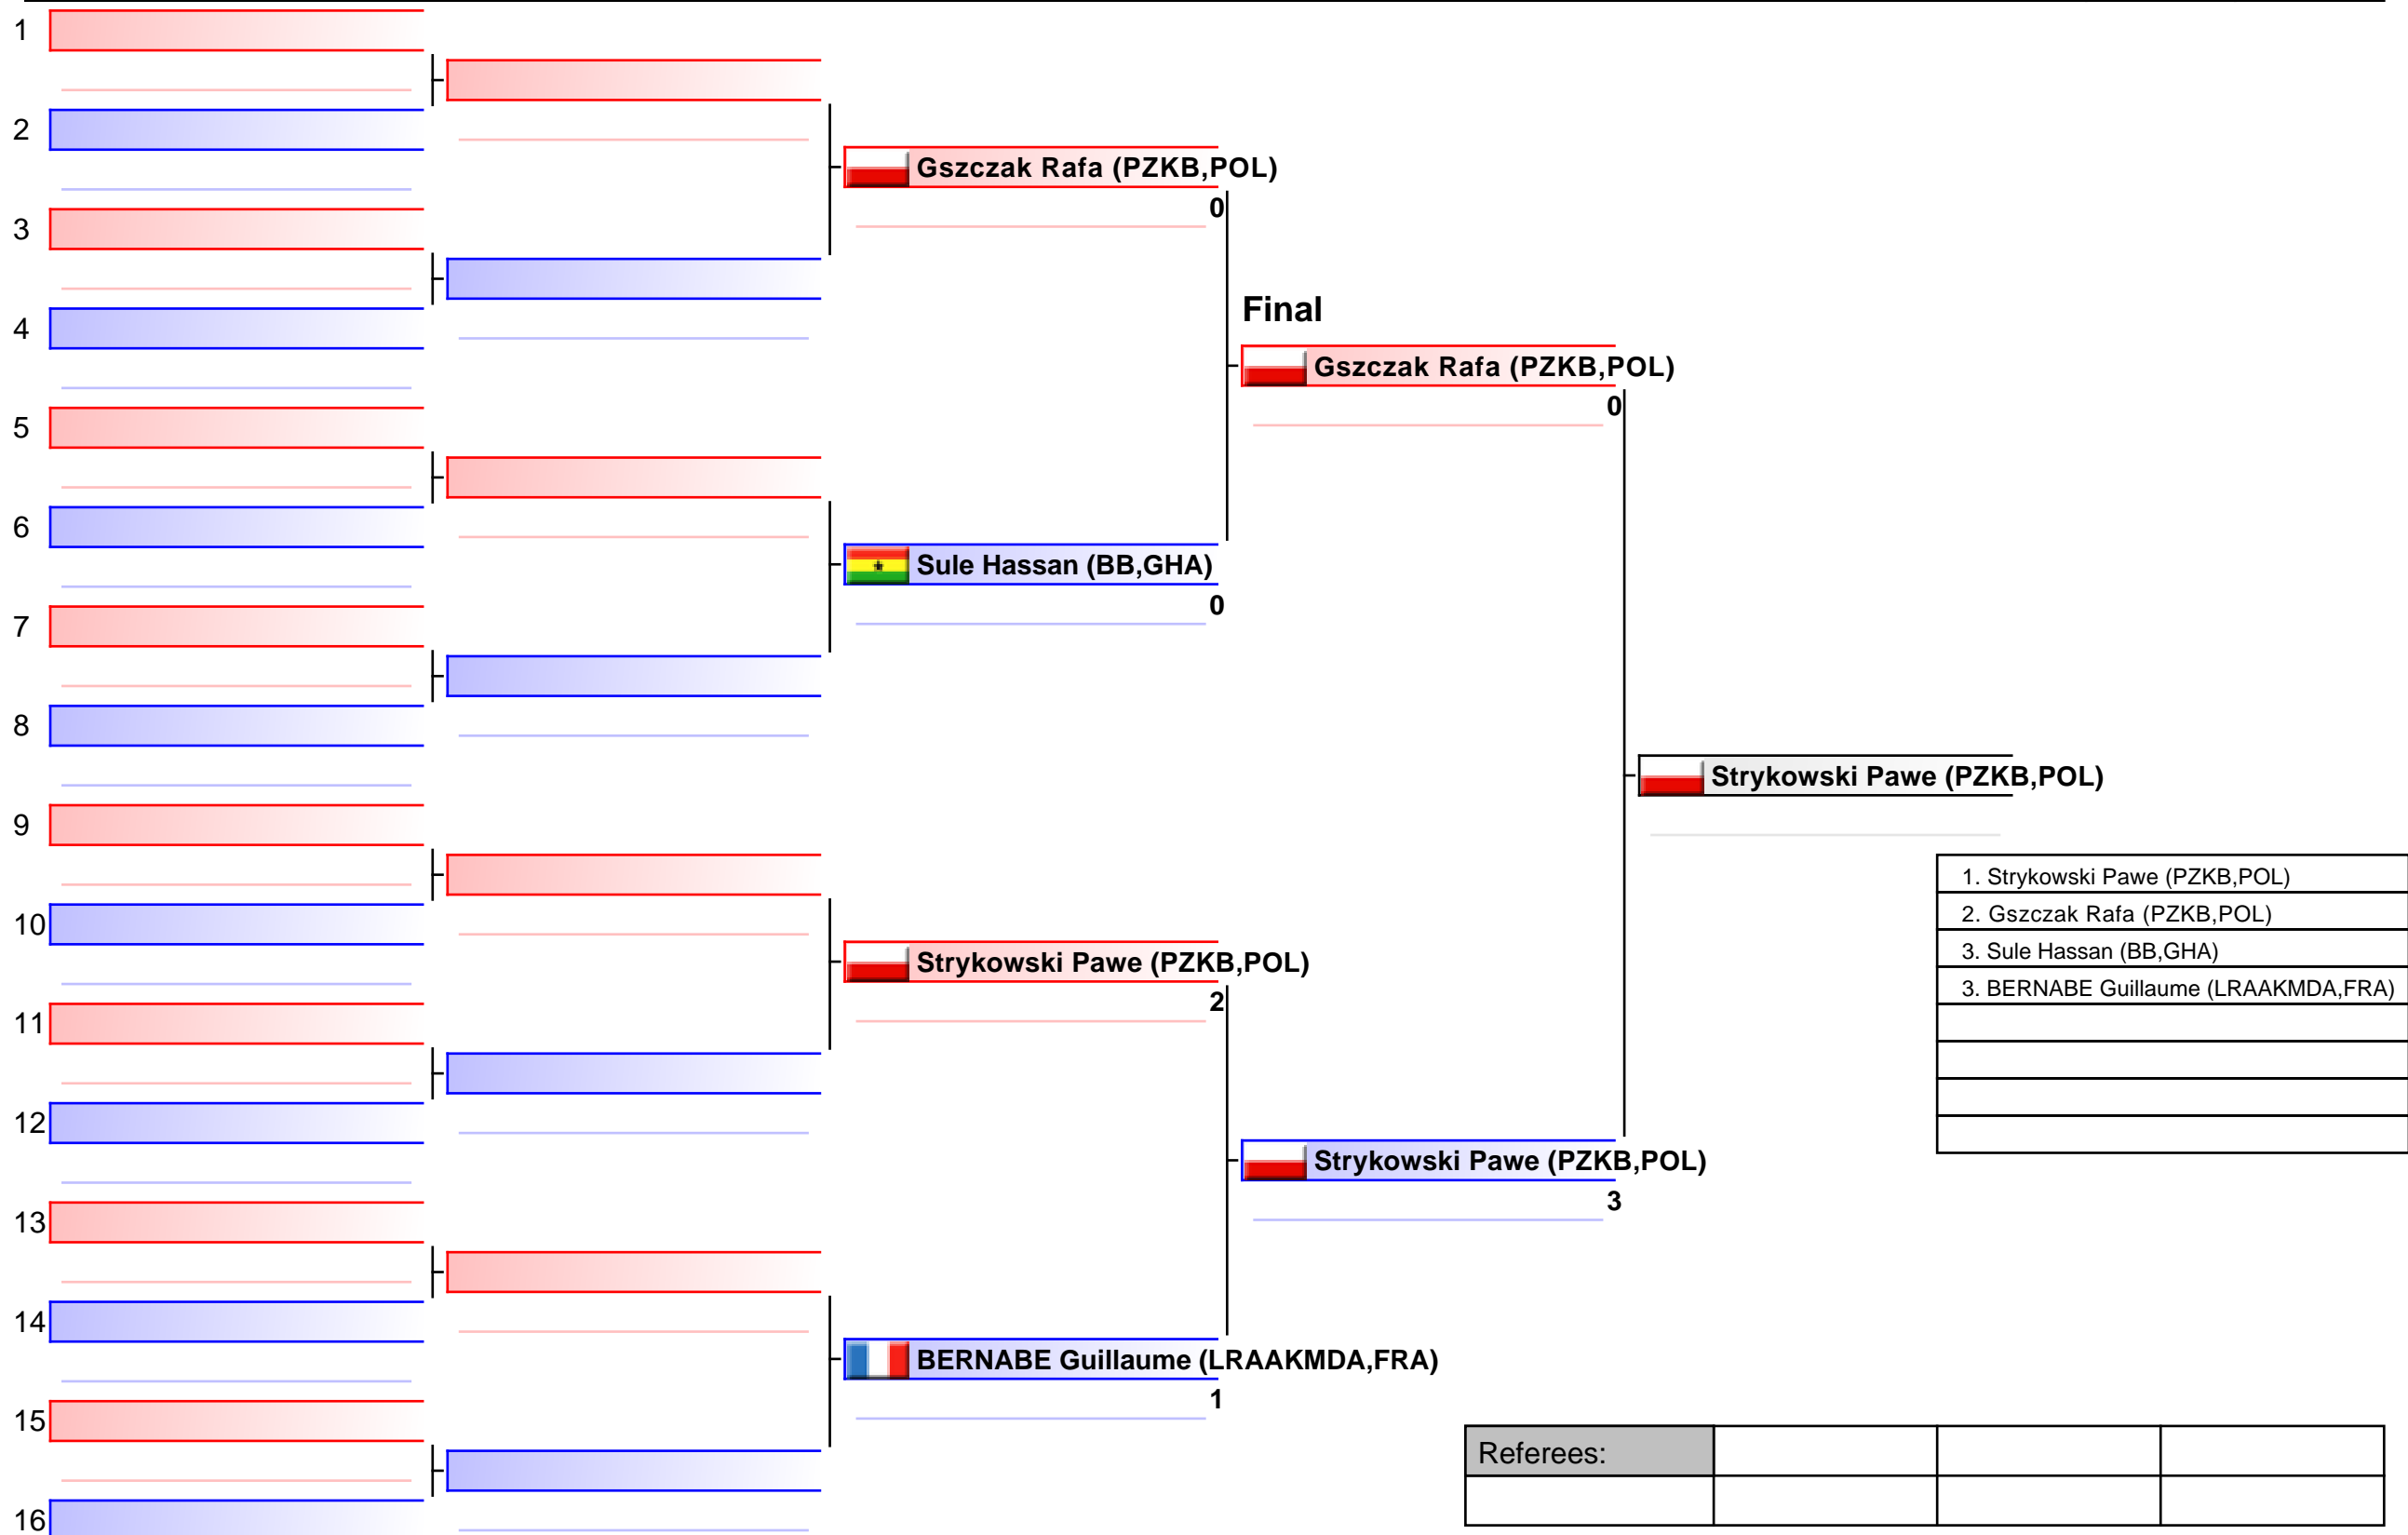 1
2
3
4
5
6
7
8
9
10
11
12
13
14
15
16
Gszczak Rafa (PZKB,POL)
0
Sule Hassan (BB,GHA)
0
Strykowski Pawe (PZKB,POL)
2
BERNABE Guillaume (LRAAKMDA,FRA)
1
Final
Gszczak Rafa (PZKB,POL)
0
Strykowski Pawe (PZKB,POL)
3
Strykowski Pawe (PZKB,POL)
1. Strykowski Pawe (PZKB,POL)
2. Gszczak Rafa (PZKB,POL)
3. Sule Hassan (BB,GHA)
3. BERNABE Guillaume (LRAAKMDA,FRA)
Referees: